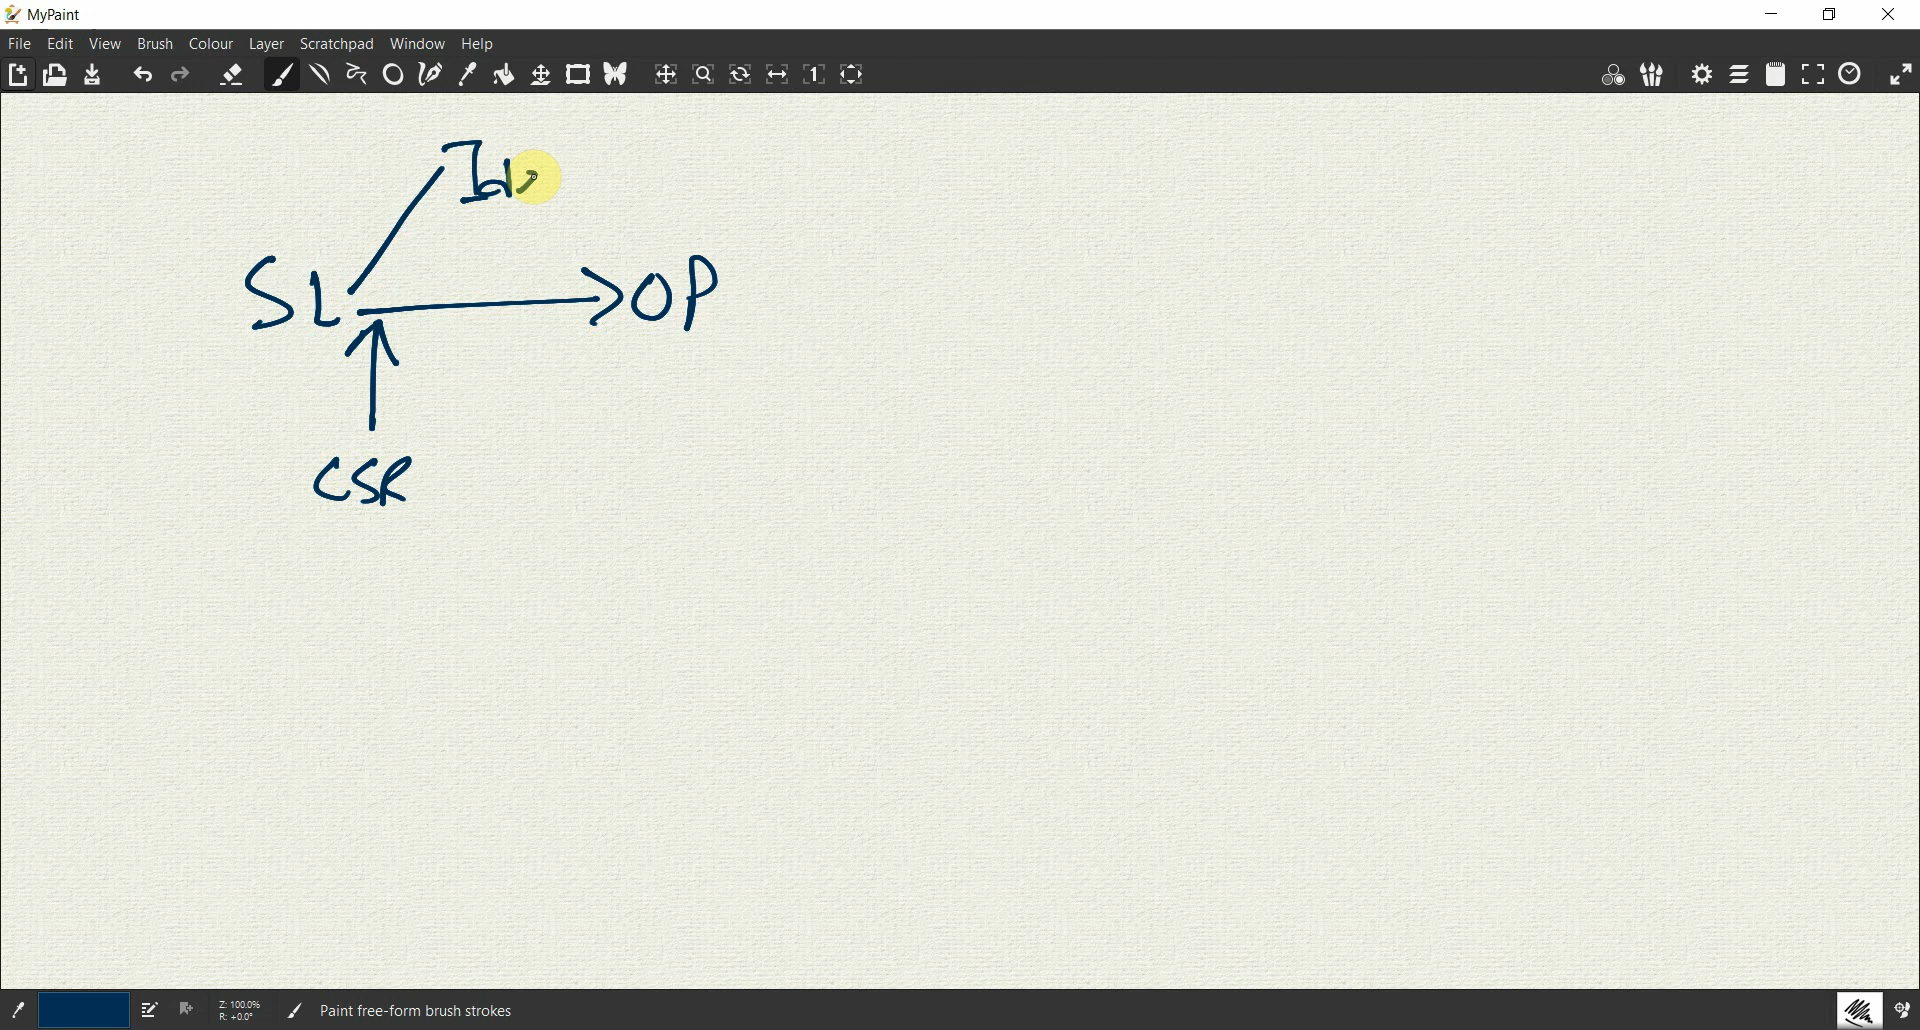 MyPaint
File Edit View Brush Colour Layer Scratchpad Window Help
SL
OP
CSR
Z: 100.0%
R: +0.0°
Paint free-form brush strokes